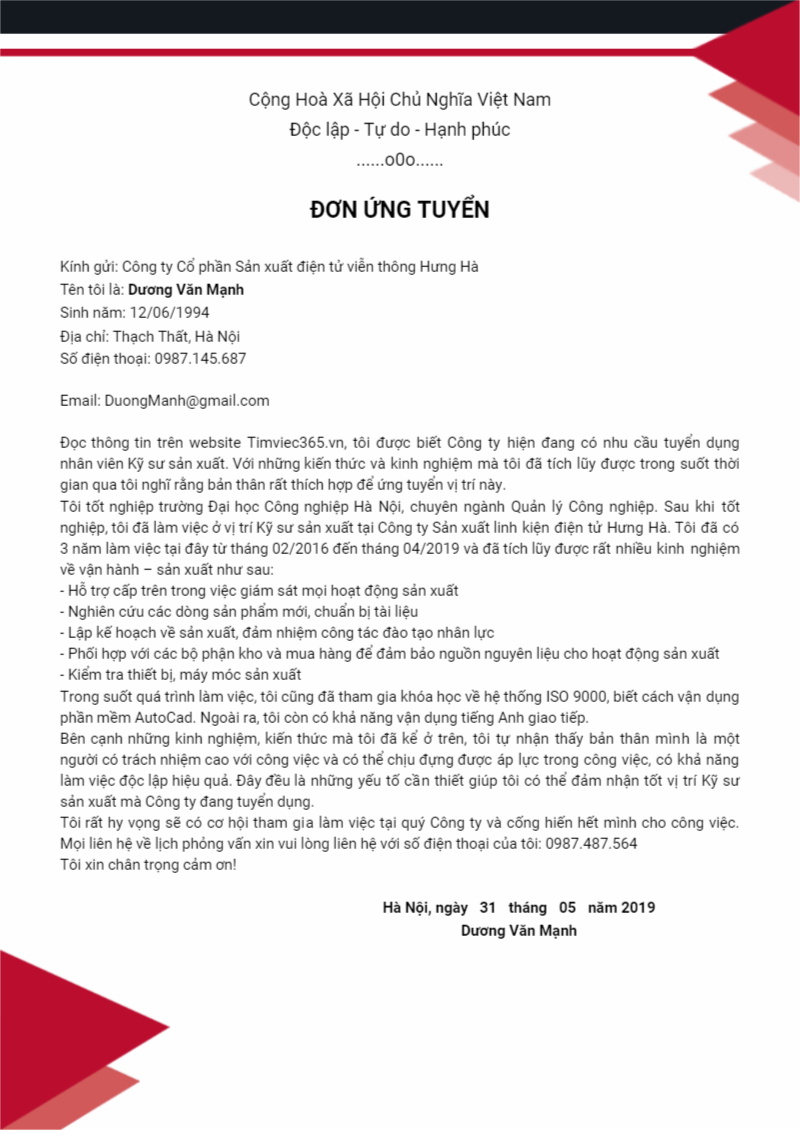 Cộng Hoà Xã Hội Chủ Nghĩa Việt Nam
Độc lập - Tự do - Hạnh phúc
......o0o......
ĐƠN ỨNG TUYỂN
Kính gửi: Công ty Cổ phần Sản xuất điện tử viễn thông Hưng Hà
Tên tôi là: Dương Văn Mạnh
Sinh năm: 12/06/1994
Địa chỉ: Thạch Thất, Hà Nội
Số điện thoại: 0987.145.687
Email: DuongManh@gmail.com
Đọc thông tin trên website Timviec365.vn, tôi được biết Công ty hiện đang có nhu cầu tuyển dụng
nhân viên Kỹ sư sản xuất. Với những kiến thức và kinh nghiệm mà tôi đã tích lũy được trong suốt thời
gian qua tôi nghĩ rằng bản thân rất thích hợp để ứng tuyển vị trí này.
Tôi tốt nghiệp trường Đại học Công nghiệp Hà Nội, chuyên ngành Quản lý Công nghiệp. Sau khi tốt
nghiệp, tôi đã làm việc ở vị trí Kỹ sư sản xuất tại Công ty Sản xuất linh kiện điện tử Hưng Hà. Tôi đã có
3 năm làm việc tại đây từ tháng 02/2016 đến tháng 04/2019 và đã tích lũy được rất nhiều kinh nghiệm
về vận hành – sản xuất như sau:
- Hỗ trợ cấp trên trong việc giám sát mọi hoạt động sản xuất
- Nghiên cứu các dòng sản phẩm mới, chuẩn bị tài liệu
- Lập kế hoạch về sản xuất, đảm nhiệm công tác đào tạo nhân lực
- Phối hợp với các bộ phận kho và mua hàng để đảm bảo nguồn nguyên liệu cho hoạt động sản xuất
- Kiểm tra thiết bị, máy móc sản xuất
Trong suốt quá trình làm việc, tôi cũng đã tham gia khóa học về hệ thống ISO 9000, biết cách vận dụng
phần mềm AutoCad. Ngoài ra, tôi còn có khả năng vận dụng tiếng Anh giao tiếp.
Bên cạnh những kinh nghiệm, kiến thức mà tôi đã kể ở trên, tôi tự nhận thấy bản thân mình là một
người có trách nhiệm cao với công việc và có thể chịu đựng được áp lực trong công việc, có khả năng
làm việc độc lập hiệu quả. Đây đều là những yếu tố cần thiết giúp tôi có thể đảm nhận tốt vị trí Kỹ sư
sản xuất mà Công ty đang tuyển dụng.
Tôi rất hy vọng sẽ có cơ hội tham gia làm việc tại quý Công ty và cống hiến hết mình cho công việc.
Mọi liên hệ về lịch phỏng vấn xin vui lòng liên hệ với số điện thoại của tôi: 0987.487.564
Tôi xin chân trọng cảm ơn!
Hà Nội, ngày 31 tháng 05 năm 2019
Dương Văn Mạnh